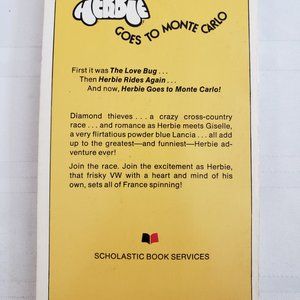 HERBIE
GOES TO MONTE CARLO
First it was The Love Bug . . .
Then Herbie Rides Again . . .
And now, Herbie Goes to Monte Carlo!
Diamond thieves . . . a crazy cross-country
race . . . and romance as Herbie meets Giselle,
a very flirtatious powder blue Lancia . . . all add
up to the greatest—and funniest—Herbie ad-
venture ever!
Join the race. Join the excitement as Herbie,
that frisky VW with a heart and mind of his
own, sets all of France spinning!
SCHOLASTIC BOOK SERVICES